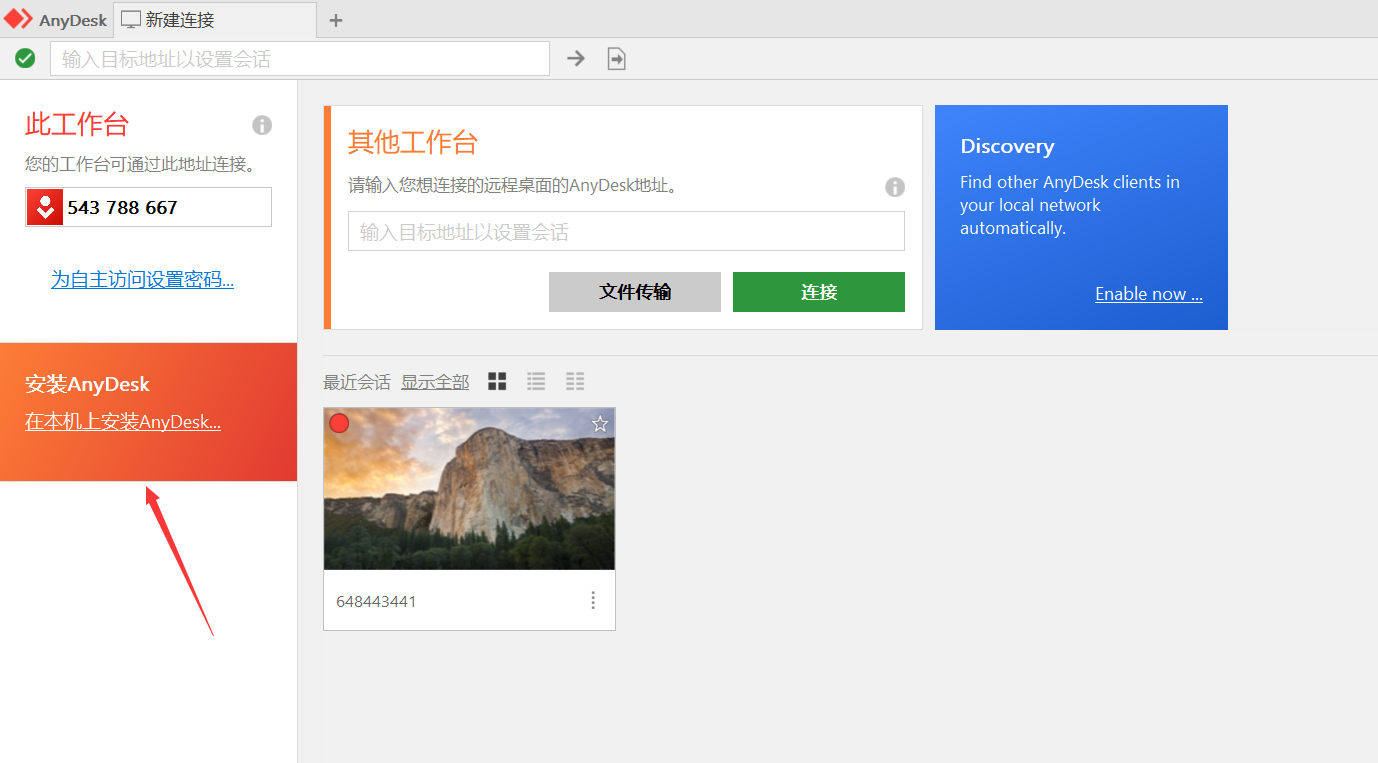 AnyDesk
新建连接
输入目标地址以设置会话
此工作台
您的工作台可通过此地址连接。
543 788 667
为自主访问设置密码...
安装AnyDesk
在本机上安装AnyDesk...
其他工作台
请输入您想连接的远程桌面的AnyDesk地址。
输入目标地址以设置会话
文件传输
连接
Discovery
Find other AnyDesk clients in
your local network
automatically.
Enable now ...
最近会话 显示全部
648443441